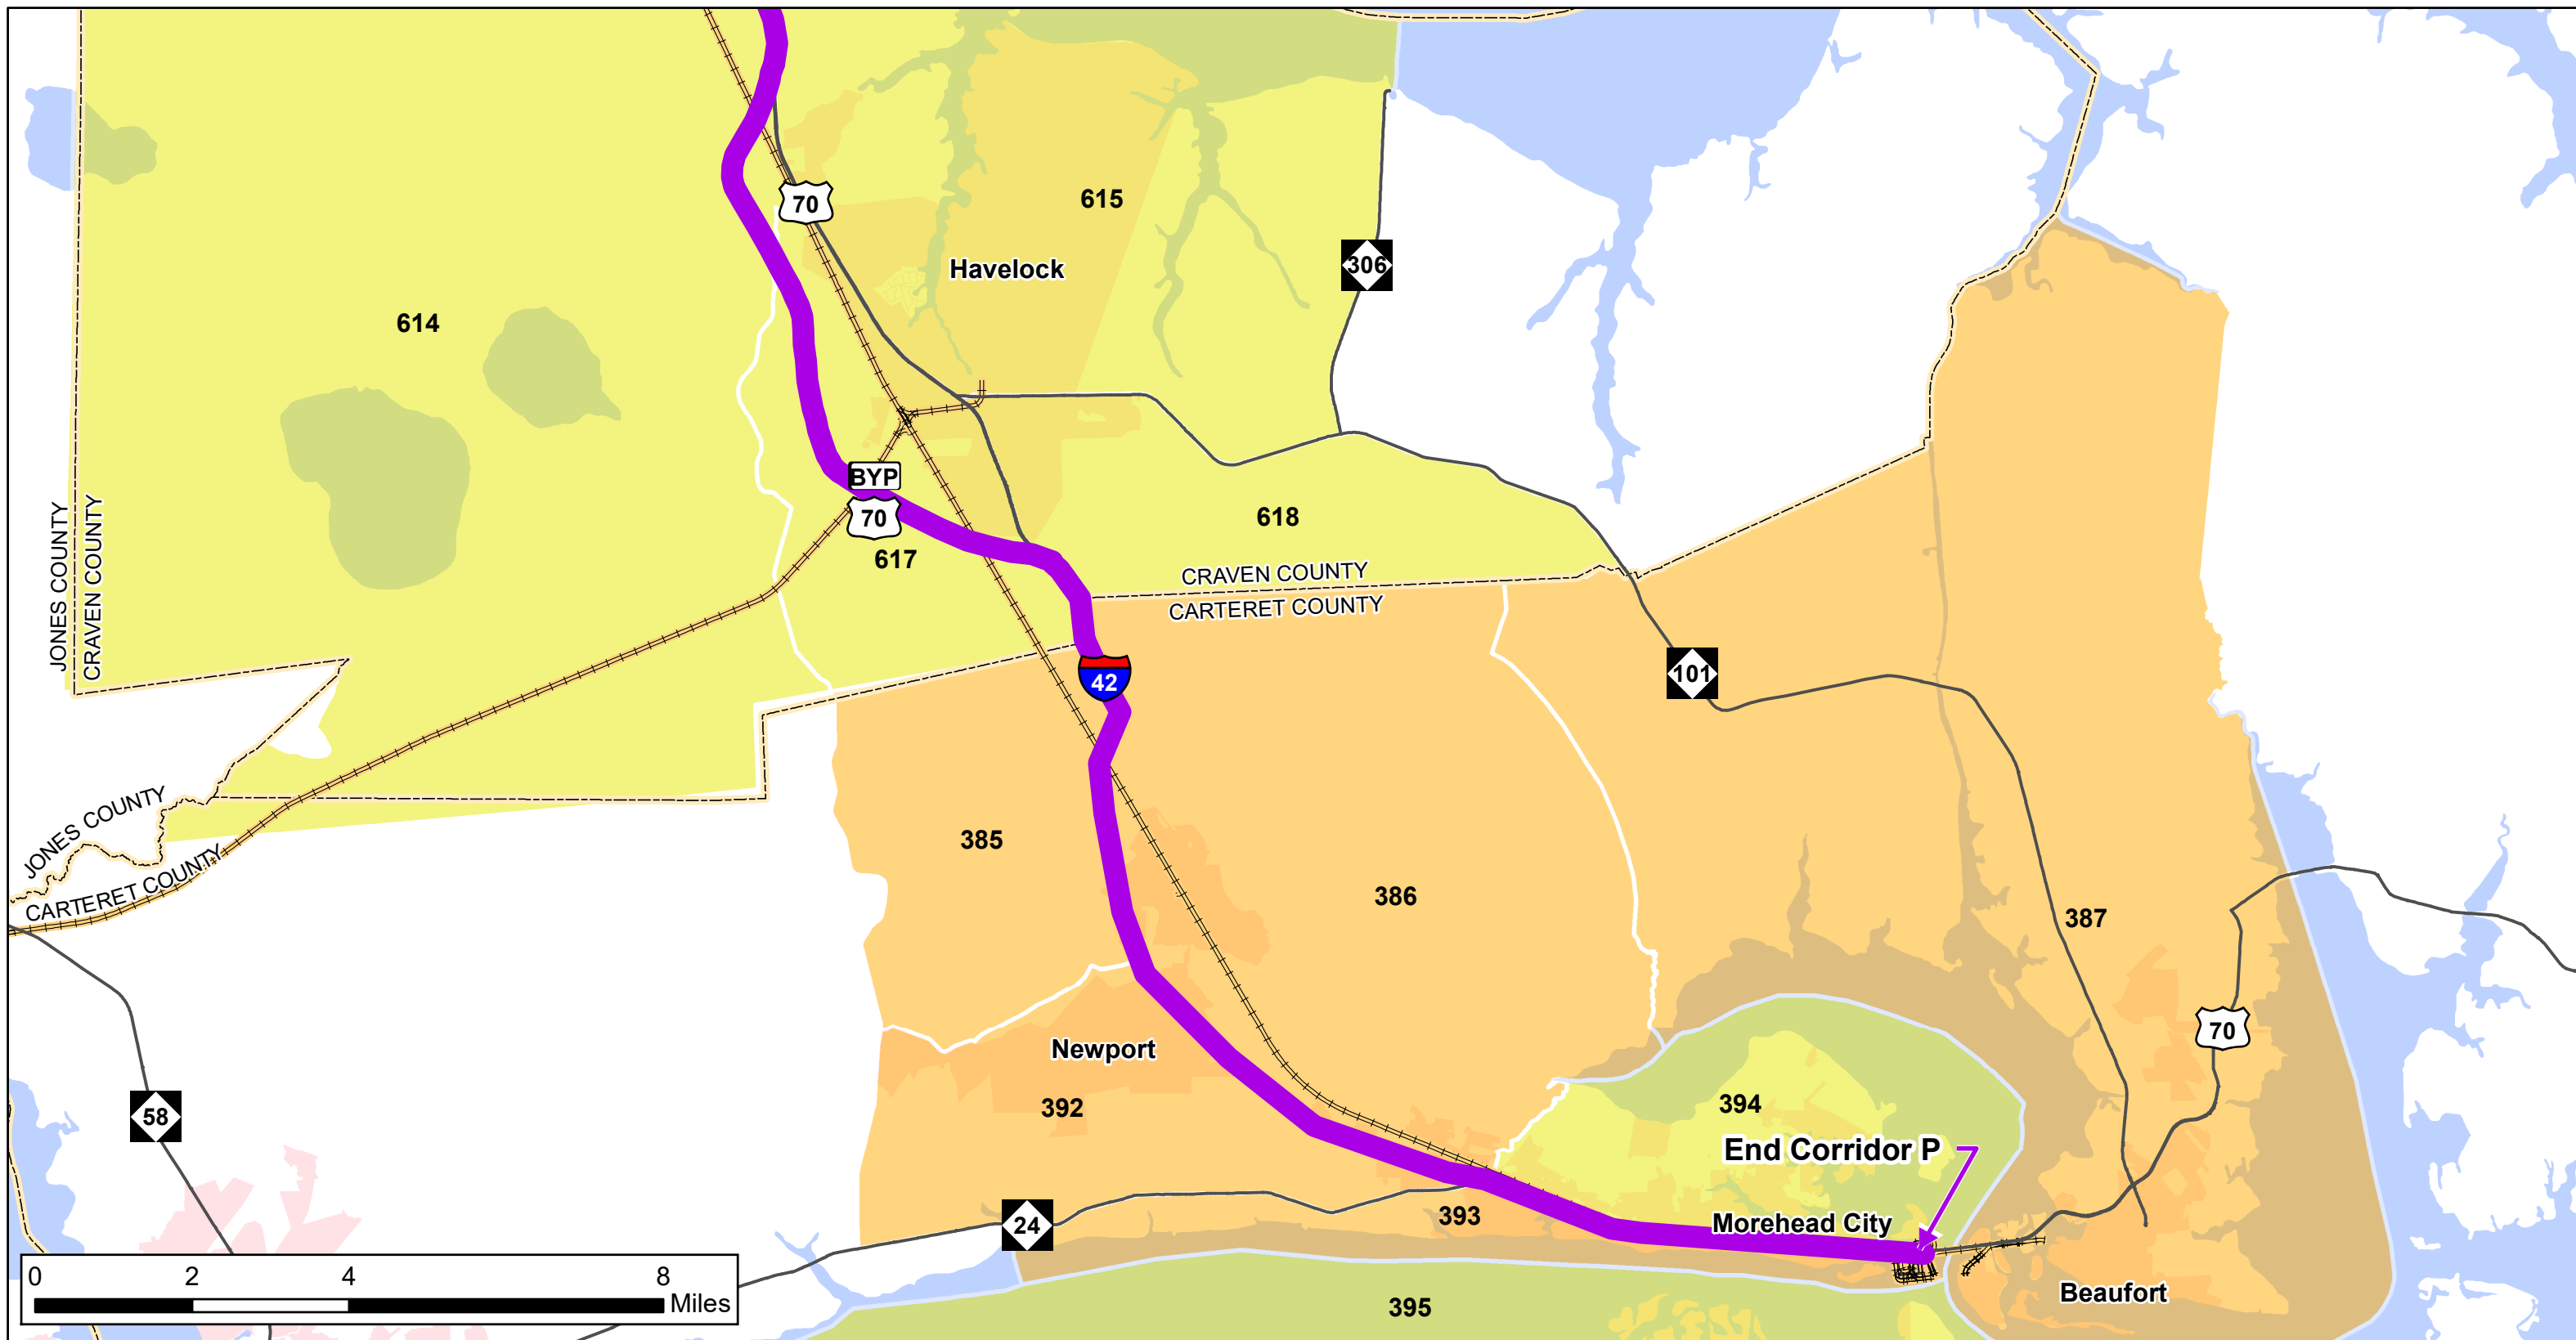 70
615
306
Havelock
614
BYP
70
618
617
JONES COUNTY
CRAVEN COUNTY
CRAVEN COUNTY
CARTERET COUNTY
42
101
385
JONES COUNTY
CARTERET COUNTY
386
387
70
Newport
392
394
58
End Corridor P
24
393
Morehead City
Beaufort
395
0 2 4 8
Miles